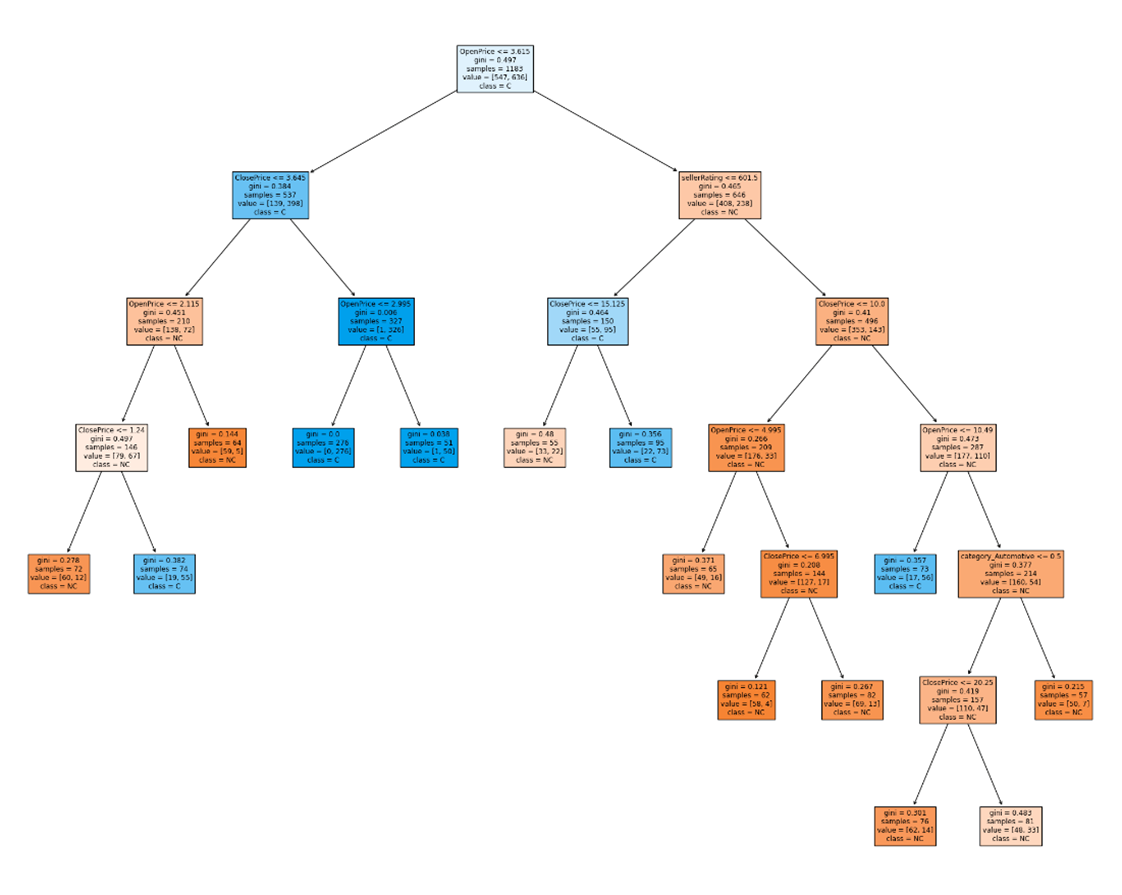 OpenPrice <= 3.615
gini = 0.497
samples = 1183
value = [547, 636]
class = C
ClosePrice <= 3.645
gini = 0.384
samples = 537
value = [139, 398]
class = C
sellerRating <= 601.5
gini = 0.465
samples = 646
value = [408, 238]
class = NC
OpenPrice <= 2.115
gini = 0.451
samples = 210
value = [138, 72]
class = NC
OpenPrice <= 2.995
gini = 0.006
samples = 327
value = [1, 326]
class = C
ClosePrice <= 15.125
gini = 0.464
samples = 150
value = [55, 95]
class = C
ClosePrice <= 10.0
gini = 0.41
samples = 496
value = [353, 143]
class = NC
ClosePrice <= 1.24
gini = 0.497
samples = 146
value = [79, 67]
class = NC
gini = 0.144
samples = 64
value = [59, 5]
class = NC
gini = 0.0
samples = 276
value = [0, 276]
class = C
gini = 0.038
samples = 51
value = [1, 50]
class = C
gini = 0.48
samples = 55
value = [33, 22]
class = NC
gini = 0.356
samples = 95
value = [22, 73]
class = C
OpenPrice <= 4.995
gini = 0.266
samples = 209
value = [176, 33]
class = NC
OpenPrice <= 10.49
gini = 0.473
samples = 287
value = [177, 110]
class = NC
gini = 0.278
samples = 72
value = [60, 12]
class = NC
gini = 0.382
samples = 74
value = [19, 55]
class = C
gini = 0.371
samples = 65
value = [49, 16]
class = NC
ClosePrice <= 6.995
gini = 0.208
samples = 144
value = [127, 17]
class = NC
gini = 0.357
samples = 73
value = [17, 56]
class = C
category_Automotive <= 0.5
gini = 0.377
samples = 214
value = [160, 54]
class = NC
gini = 0.121
samples = 62
value = [58, 4]
class = NC
gini = 0.267
samples = 82
value = [69, 13]
class = NC
ClosePrice <= 20.25
gini = 0.419
samples = 157
value = [110, 47]
class = NC
gini = 0.215
samples = 57
value = [50, 7]
class = NC
gini = 0.301
samples = 76
value = [62, 14]
class = NC
gini = 0.483
samples = 81
value = [48, 33]
class = NC